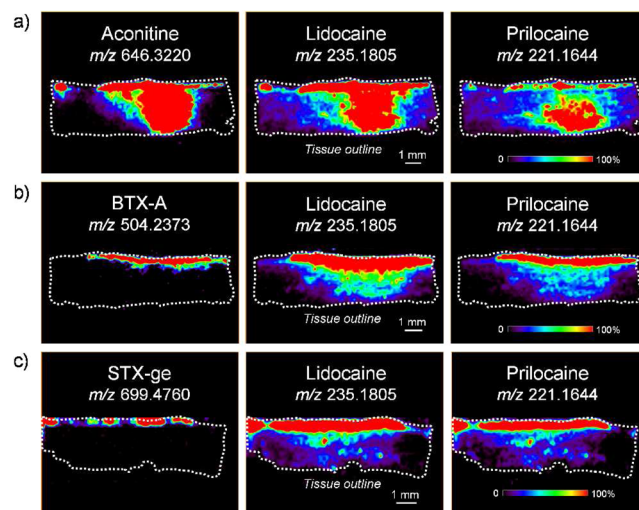 a)
Aconitine
m/z 646.3220
Lidocaine
m/z 235.1805
Prilocaine
m/z 221.1644
Tissue outline
1 mm
0 100%
b)
BTX-A
m/z 504.2373
Lidocaine
m/z 235.1805
Prilocaine
m/z 221.1644
Tissue outline
1 mm
0 100%
c)
STX-ge
m/z 699.4760
Lidocaine
m/z 235.1805
Prilocaine
m/z 221.1644
Tissue outline
1 mm
0 100%